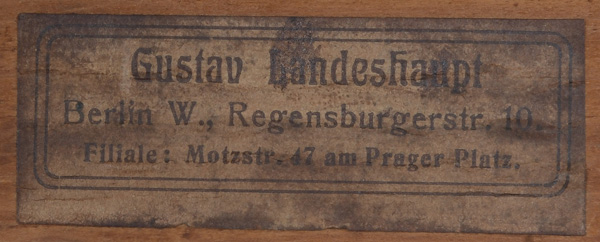 Gustav Landeshaupt
Berlin W., Regensburgerstr. 10.
Filiale: Motzstr. 47 am Prager Platz.